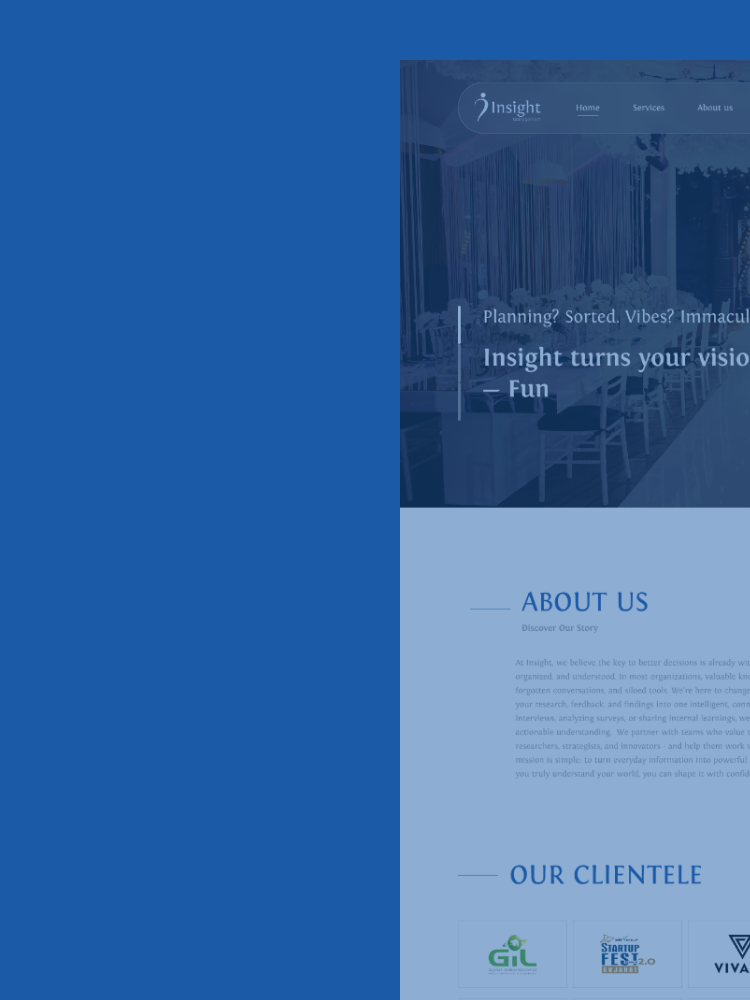 Insight
Home
Services
About us
Planning? Sorted. Vibes? Immacul
Insight turns your visio
– Fun
ABOUT US
Discover Our Story
At Insight, we believe the key to better decisions is already wit
organized, and understood. In most organizations, valuable kno
forgotten conversations, and siloed tools. We're here to change
your research, feedback, and findings into one intelligent, conn
interviews, analyzing surveys, or sharing internal learnings, we
actionable understanding. We partner with teams who value t
researchers, strategists, and innovators - and help them work s
mission is simple: to turn everyday information into powerful
you truly understand your world, you can shape it with confid
OUR CLIENTELE
GIL
STARTUP
FEST 2.0
GUJARAT
VIVA